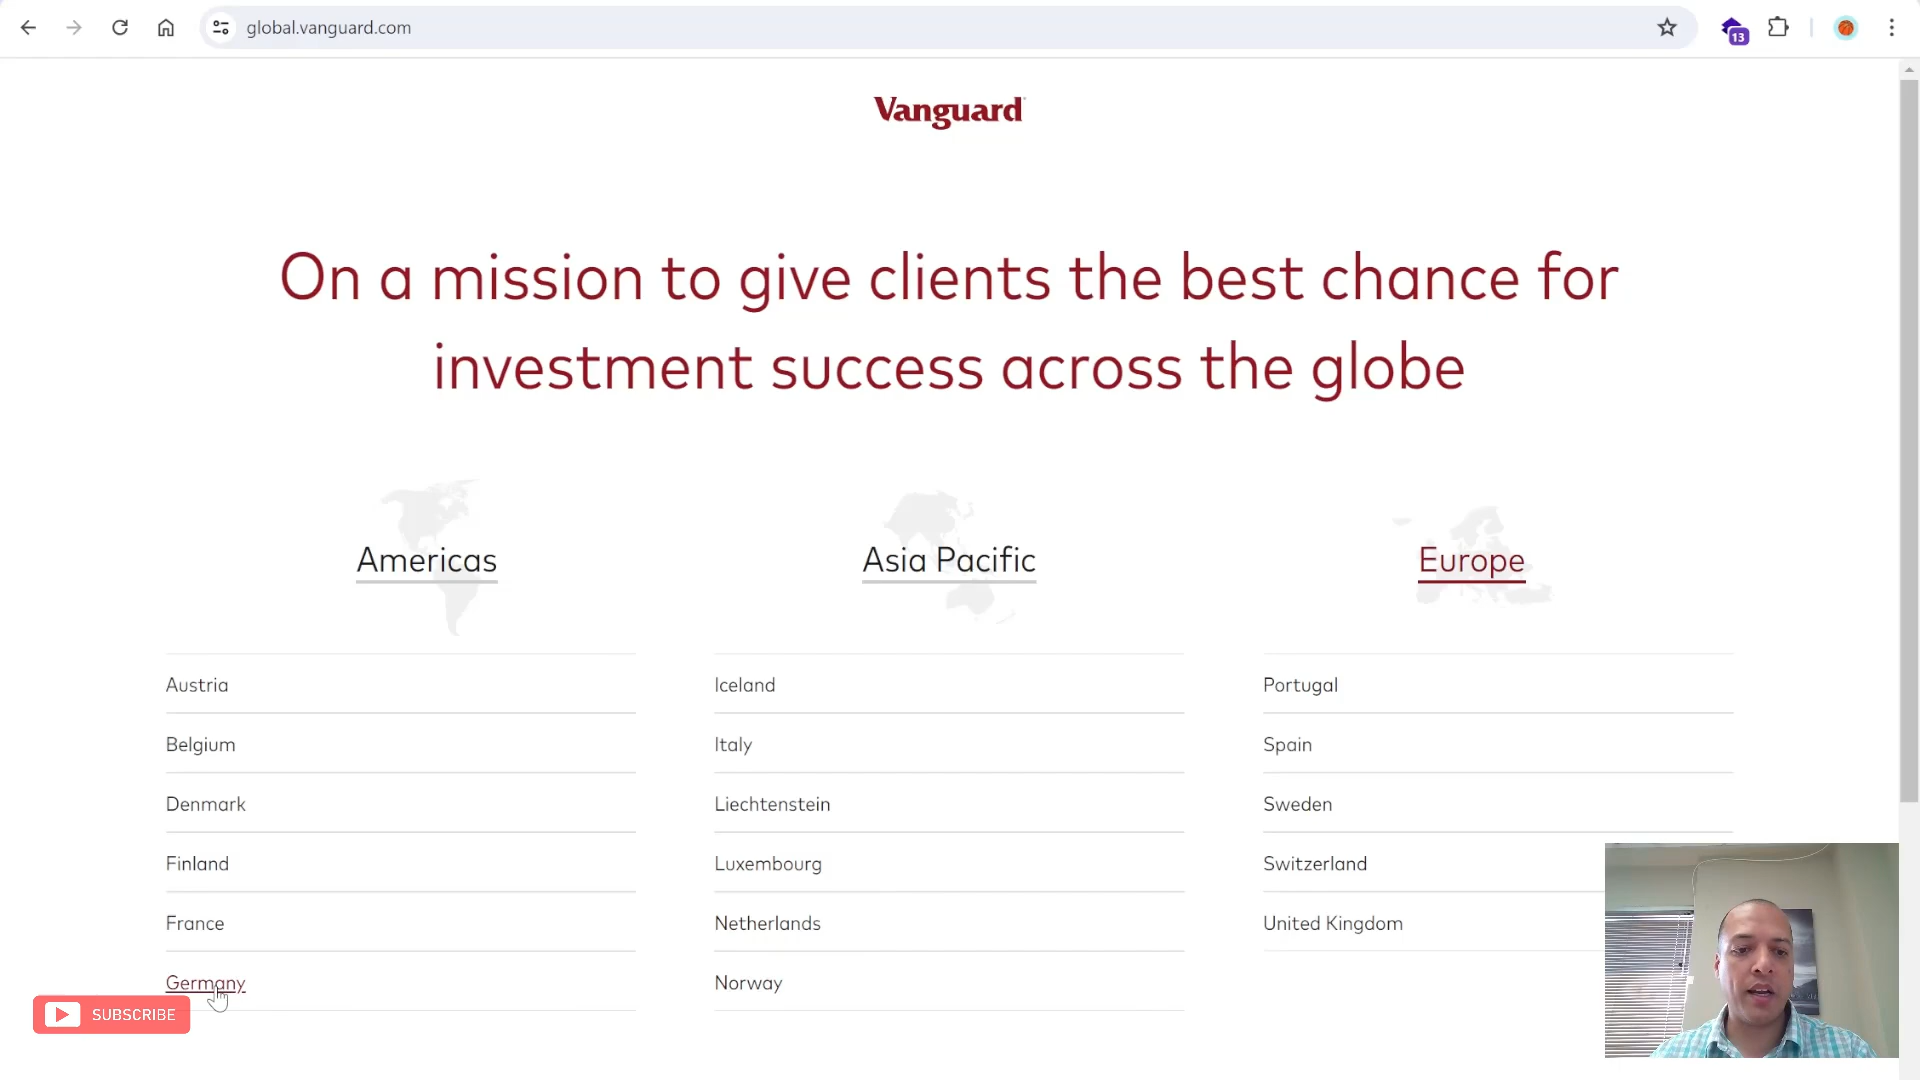 global.vanguard.com
13
Vanguard
On a mission to give clients the best chance for
investment success across the globe
Americas
Asia Pacific
Europe
Austria
Iceland
Portugal
Belgium
Italy
Spain
Denmark
Liechtenstein
Sweden
Finland
Luxembourg
Switzerland
France
Netherlands
United Kingdom
Germany
Norway
SUBSCRIBE